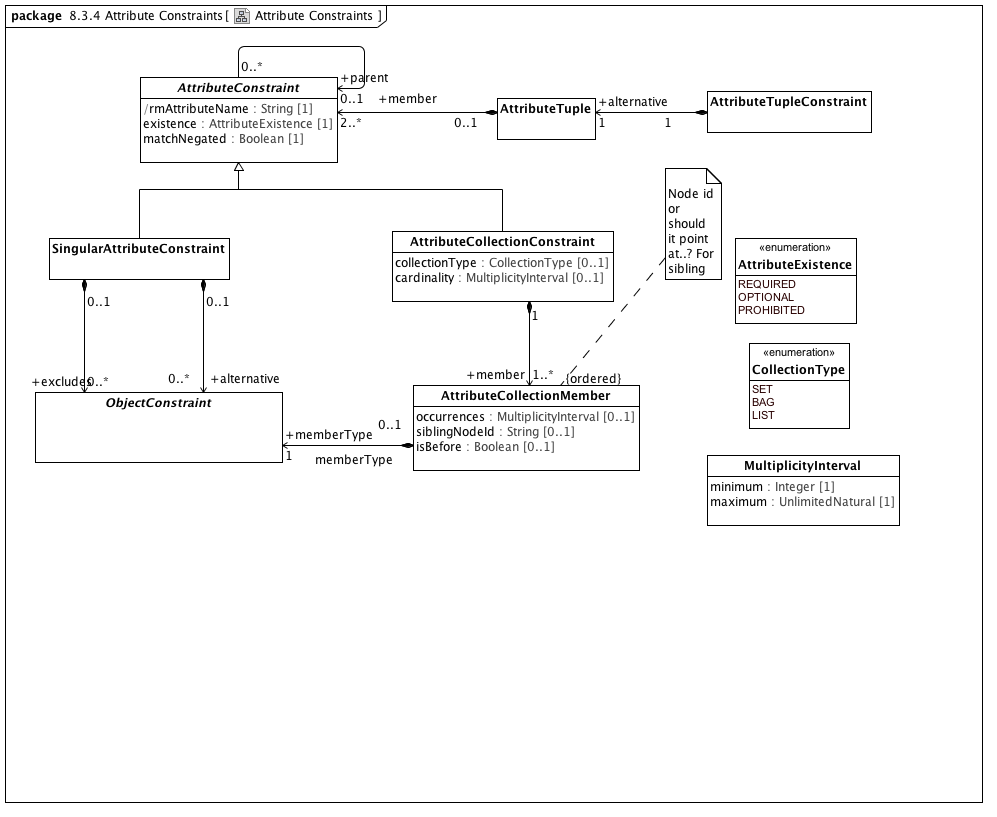 package 8.3.4 Attribute Constraints [ Attribute Constraints ]
0..*
+parent
0..1
AttributeConstraint
/rmAttributeName : String [1]
existence : AttributeExistence [1]
matchNegated : Boolean [1]
+member
2..*
0..1
AttributeTuple
+alternative
1
1
AttributeTupleConstraint
Node id
or
should
it point
at..? For
sibling
SingularAttributeConstraint
AttributeCollectionConstraint
collectionType : CollectionType [0..1]
cardinality : MultiplicityInterval [0..1]
«enumeration»
AttributeExistence
REQUIRED
OPTIONAL
PROHIBITED
0..1
0..1
1
«enumeration»
CollectionType
SET
BAG
LIST
+excludes
0..*
0..*
+alternative
+member
1..*
{ordered}
ObjectConstraint
AttributeCollectionMember
occurrences : MultiplicityInterval [0..1]
siblingNodeId : String [0..1]
isBefore : Boolean [0..1]
0..1
+memberType
1
memberType
MultiplicityInterval
minimum : Integer [1]
maximum : UnlimitedNatural [1]